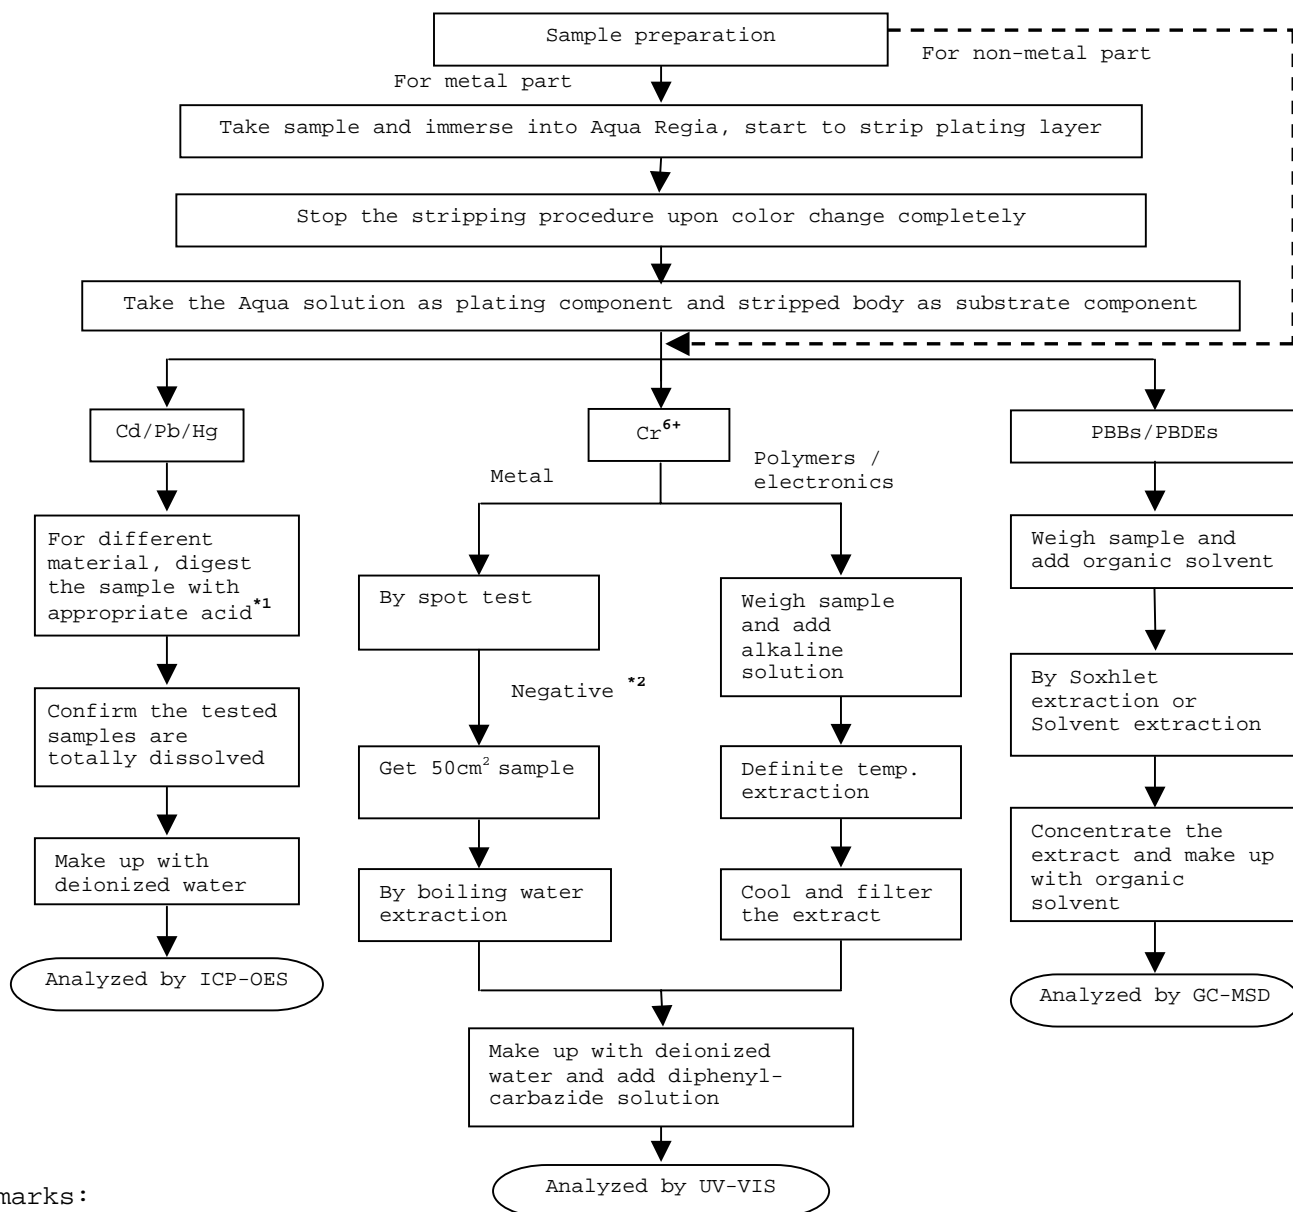 Sample preparation
For non-metal part
For metal part
Take sample and immerse into Aqua Regia, start to strip plating layer
Stop the stripping procedure upon color change completely
Take the Aqua solution as plating component and stripped body as substrate component
Cd/Pb/Hg
Cr6+
PBBs/PBDEs
Metal
Polymers /
electronics
For different
material, digest
the sample with
appropriate acid*1
Confirm the tested
samples are
totally dissolved
Make up with
deionized water
Analyzed by ICP-OES
By spot test
Negative *2
Get 50cm2 sample
By boiling water
extraction
Weigh sample
and add
alkaline
solution
Definite temp.
extraction
Cool and filter
the extract
Make up with deionized
water and add diphenyl-
carbazide solution
Analyzed by UV-VIS
Weigh sample and
add organic solvent
By Soxhlet
extraction or
Solvent extraction
Concentrate the
extract and make up
with organic
solvent
Analyzed by GC-MSD
marks: